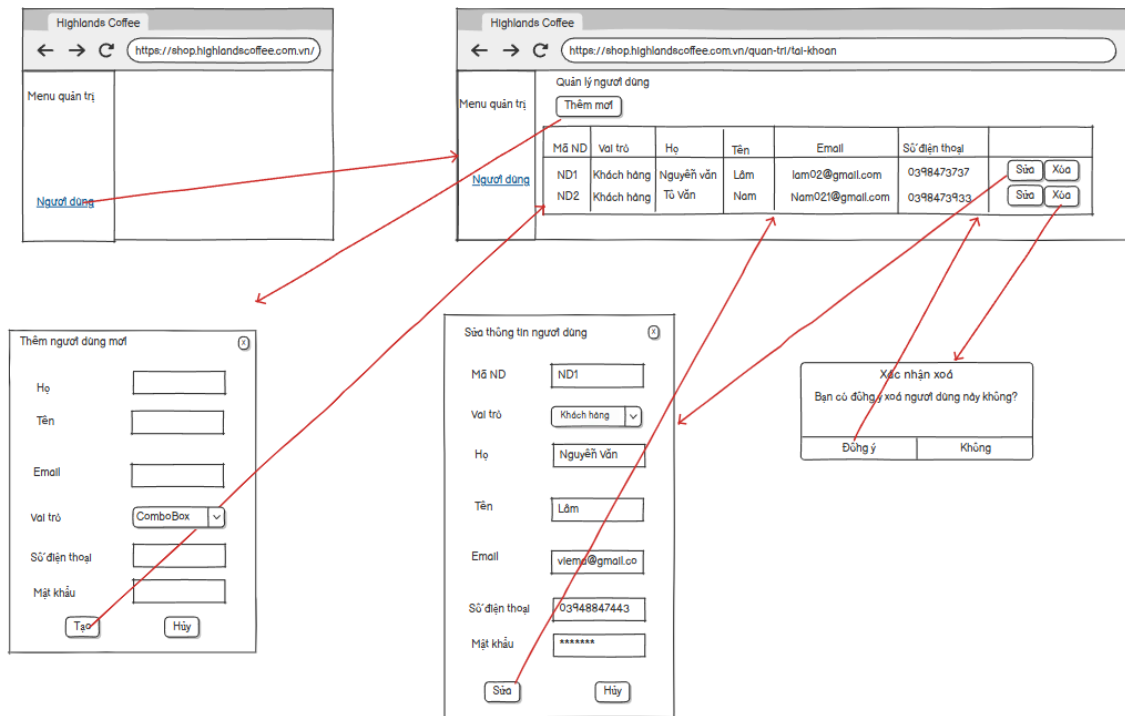 Highlands Coffee
https://shop.highlandscoffee.com.vn/
Menu quản trị
Người dùng
Highlands Coffee
https://shop.highlandscoffee.com.vn/quan-tri/tai-khoan
Menu quản trị
Người dùng
Quản lý người dùng
Thêm mới
Mã ND Vai trò Họ Tên Email Số điện thoại
ND1 Khách hàng Nguyễn văn Lâm lam02@gmail.com 0398473737 Sửa Xóa
ND2 Khách hàng Tô Văn Nam Nam021@gmail.com 0398473933 Sửa Xóa
Thêm người dùng mới X
Họ
Tên
Email
Vai trò ComboBox
Số điện thoại
Mật khẩu
Tạo Hủy
Sửa thông tin người dùng X
Mã ND ND1
Vai trò Khách hàng
Họ Nguyễn Văn
Tên Lâm
Email viema@gmail.co
Số điện thoại 03948847443
Mật khẩu *******
Sửa Hủy
Xác nhận xoá
Bạn có đồng ý xoá người dùng này không?
Đồng ý Không